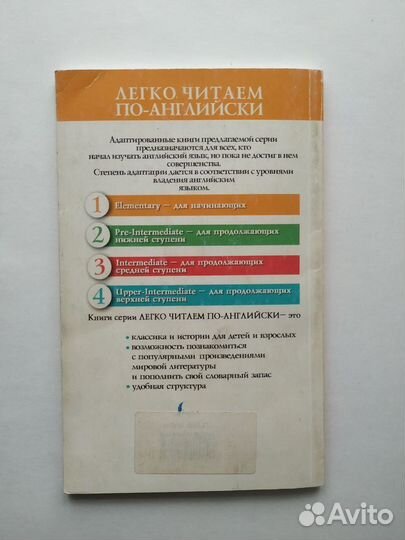 ЛЕГКО ЧИТАЕМ
ПО-АНГЛИЙСКИ
Адаптированные книги предлагаемой серии
предназначаются для всех, кто
начал изучать английский язык, но пока не достиг в нем
совершенства.
Степень адаптации дается в соответствии с уровнями
владения английским
языком.
1 Elementary — для начинающих
2 Pre-Intermediate — для продолжающих
нижней ступени
3 Intermediate — для продолжающих
средней ступени
4 Upper-Intermediate — для продолжающих
верхней ступени
Книги серии ЛЕГКО ЧИТАЕМ ПО-АНГЛИЙСКИ — это
• классика и истории для детей и взрослых
• возможность познакомиться
с популярными произведениями
мировой литературы
и пополнить свой словарный запас
• удобная структура
Avito